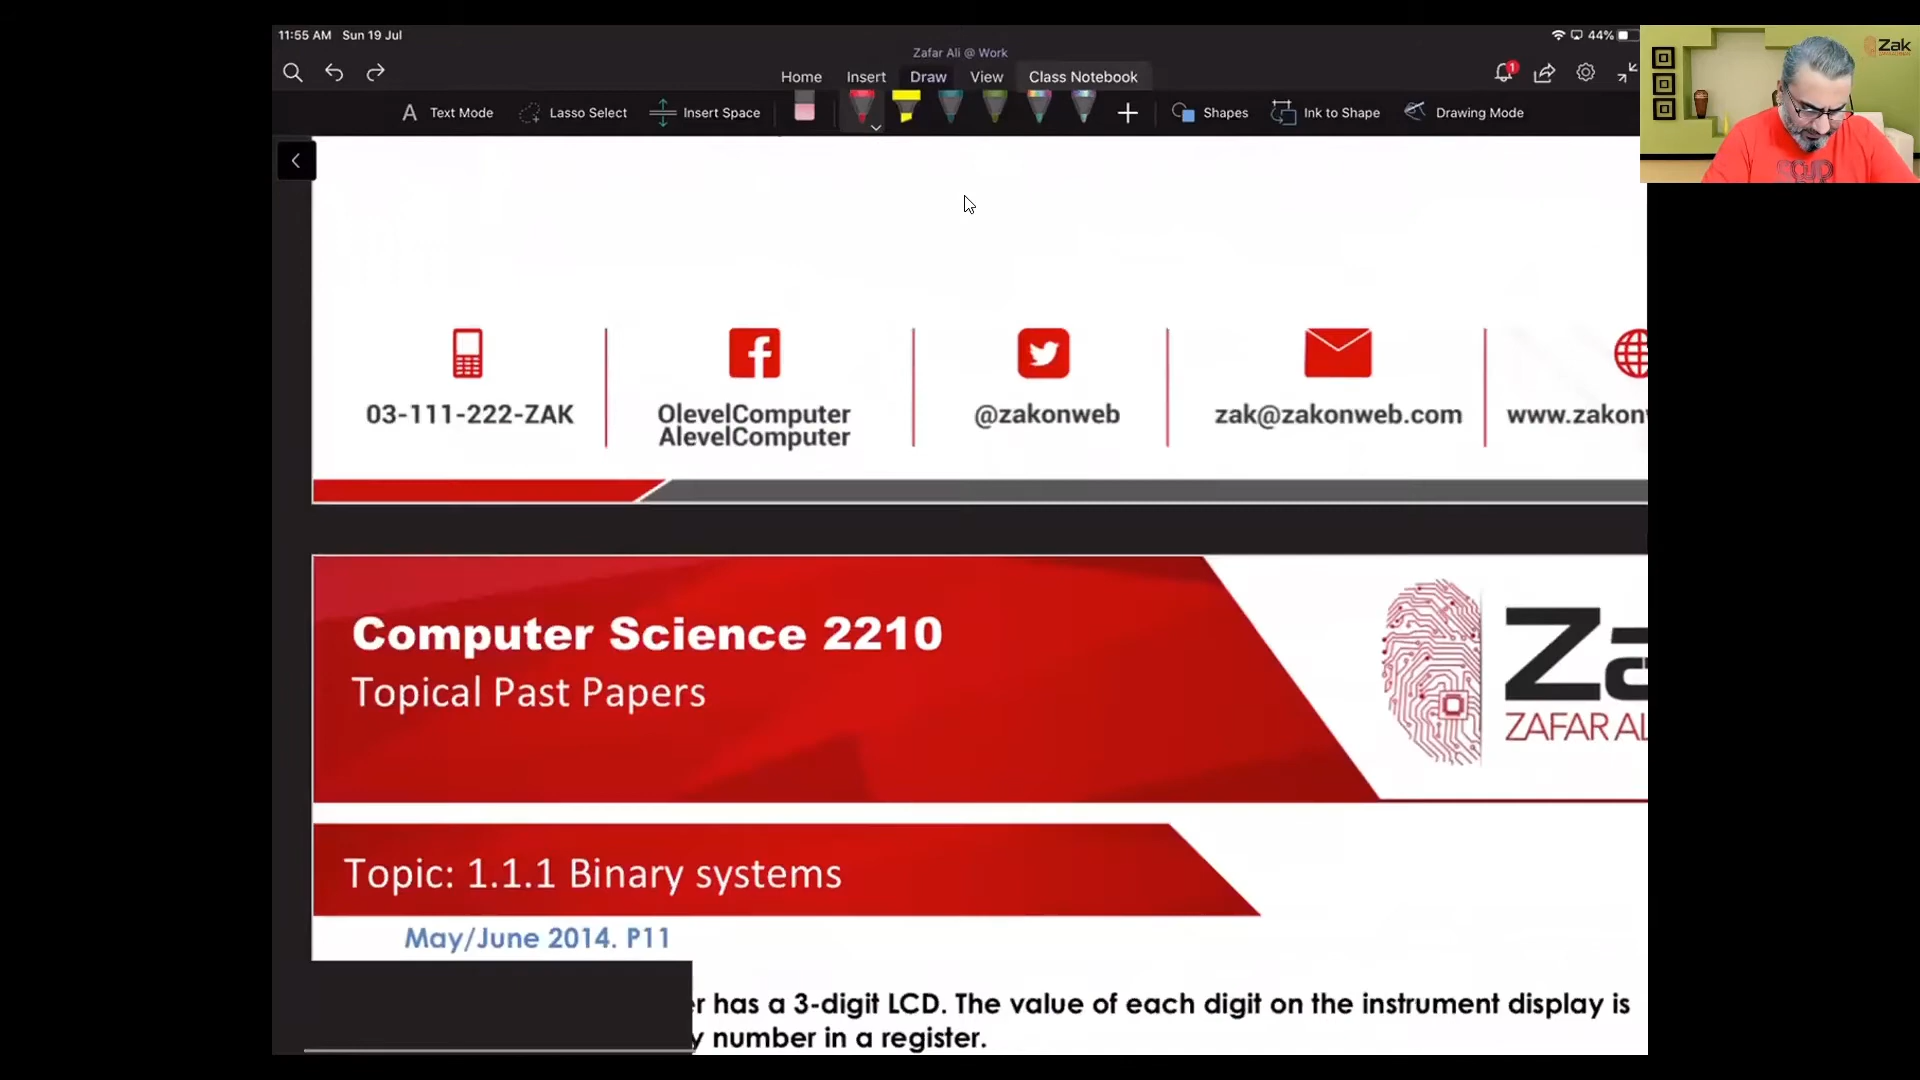 11:55 AM Sun 19 Jul
44%
Zafar Ali @ Work
Home Insert Draw View Class Notebook
1
Text Mode Lasso Select Insert Space Shapes Ink to Shape Drawing Mode
Zak
03-111-222-ZAK
OlevelComputer
AlevelComputer
@zakonweb
zak@zakonweb.com
www.zakon
Computer Science 2210
Topical Past Papers
Za
ZAFAR AL
Topic: 1.1.1 Binary systems
May/June 2014. P11
r has a 3-digit LCD. The value of each digit on the instrument display is
y number in a register.